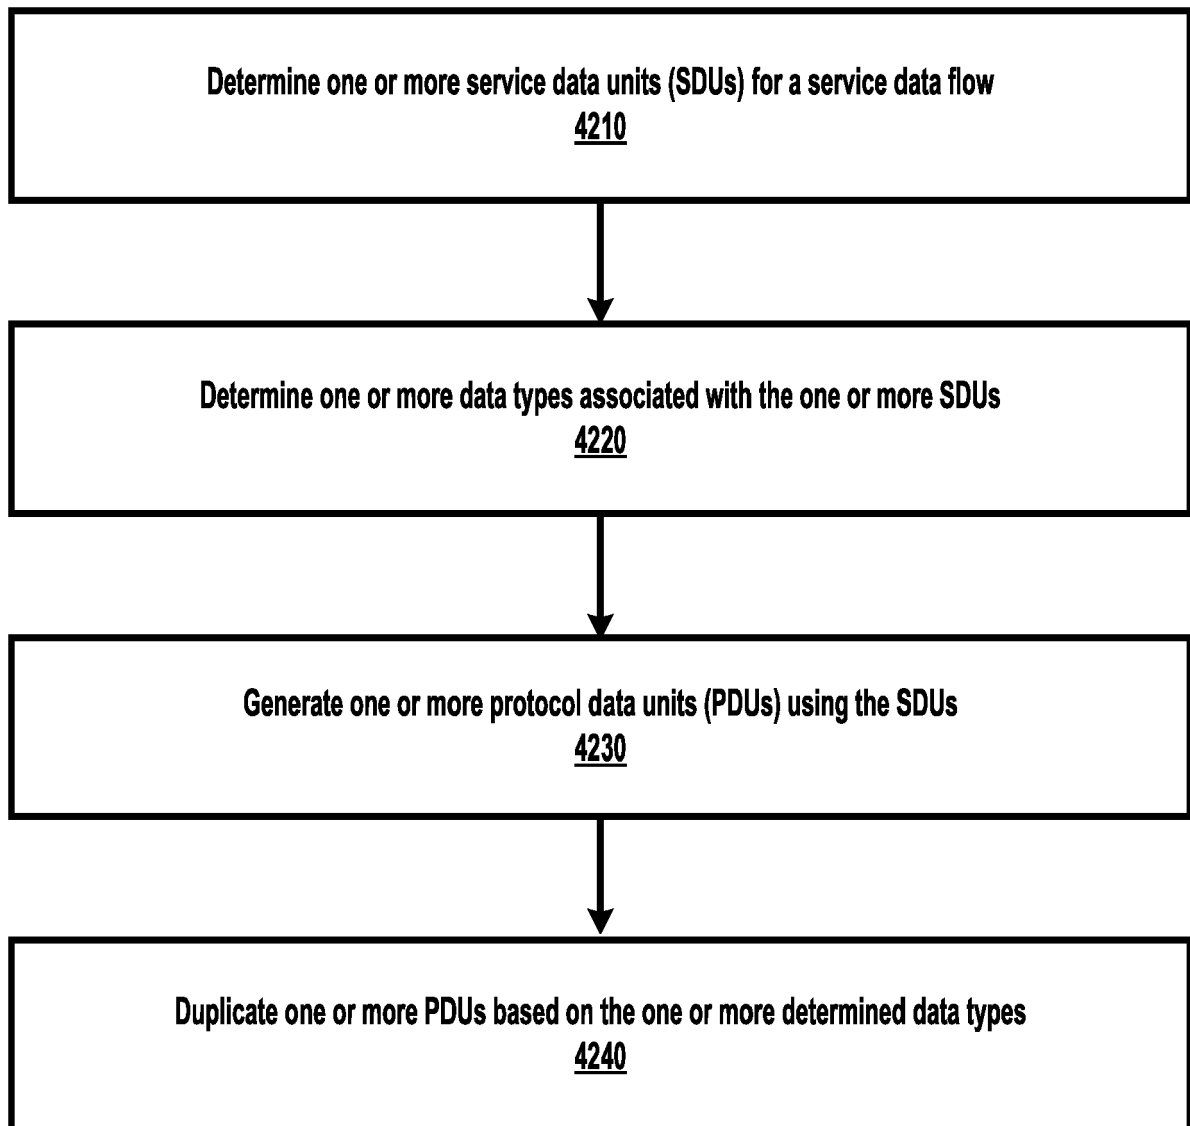 Determine one or more service data units (SDUs) for a service data flow
4210
Determine one or more data types associated with the one or more SDUs
4220
Generate one or more protocol data units (PDUs) using the SDUs
4230
Duplicate one or more PDUs based on the one or more determined data types
4240